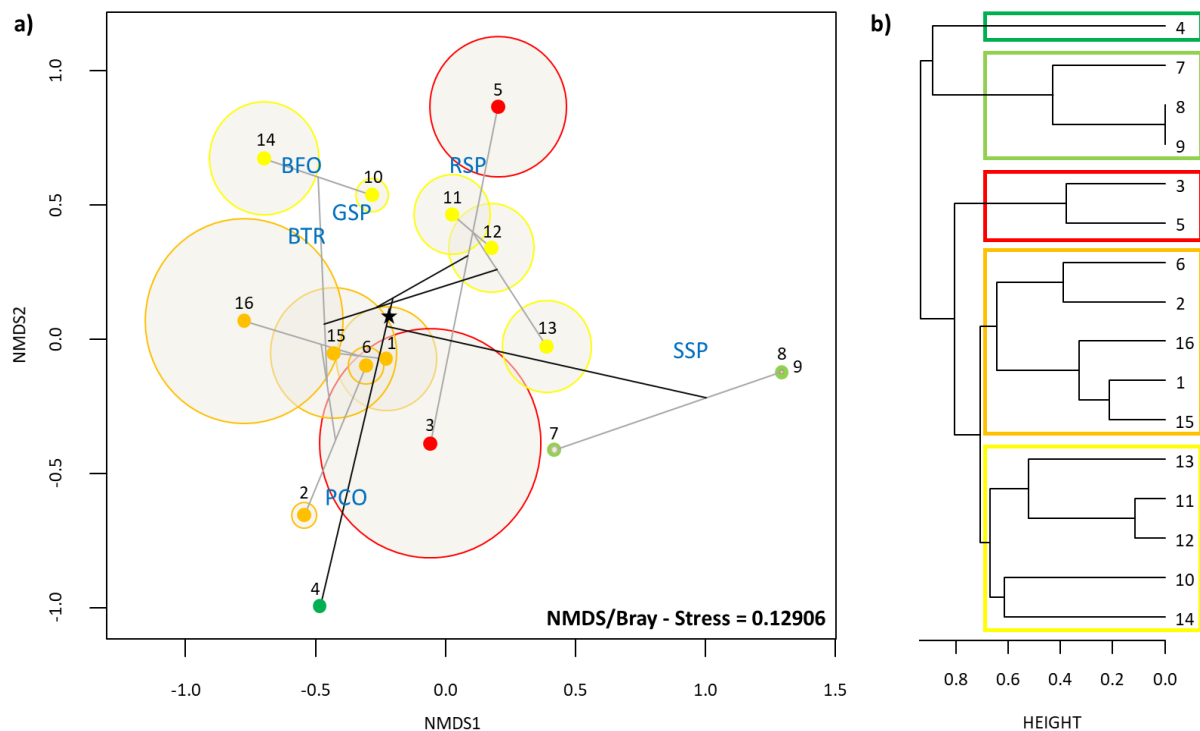 a)
NMDS2
1.0
0.5
0.0
-0.5
-1.0
5
14
BFO
RSP
10
GSP
11
BTR
12
16
15
6
1
13
SSP
8
9
3
7
2
PCO
4
NMDS/Bray - Stress = 0.12906
-1.0 -0.5 0.0 0.5 1.0 1.5
NMDS1
b)
4
7
8
9
3
5
6
2
16
1
15
13
11
12
10
14
0.8 0.6 0.4 0.2 0.0
HEIGHT